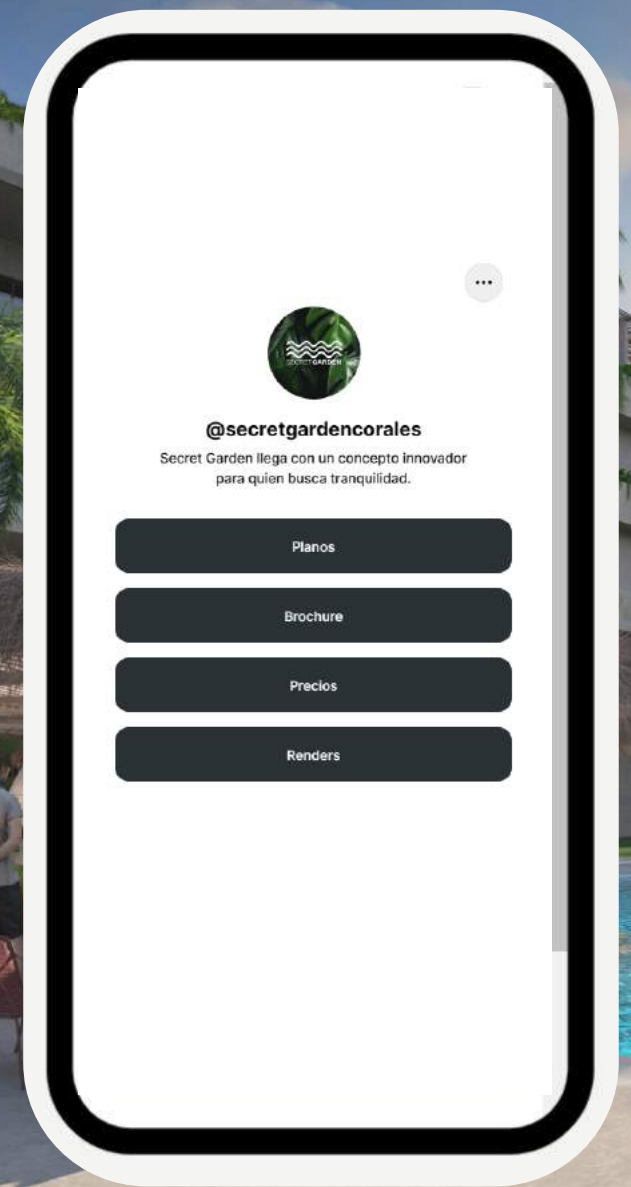 SECRET GARDEN
@secretgardencorales
Secret Garden llega con un concepto innovador
para quien busca tranquilidad.
Planos
Brochure
Precios
Renders